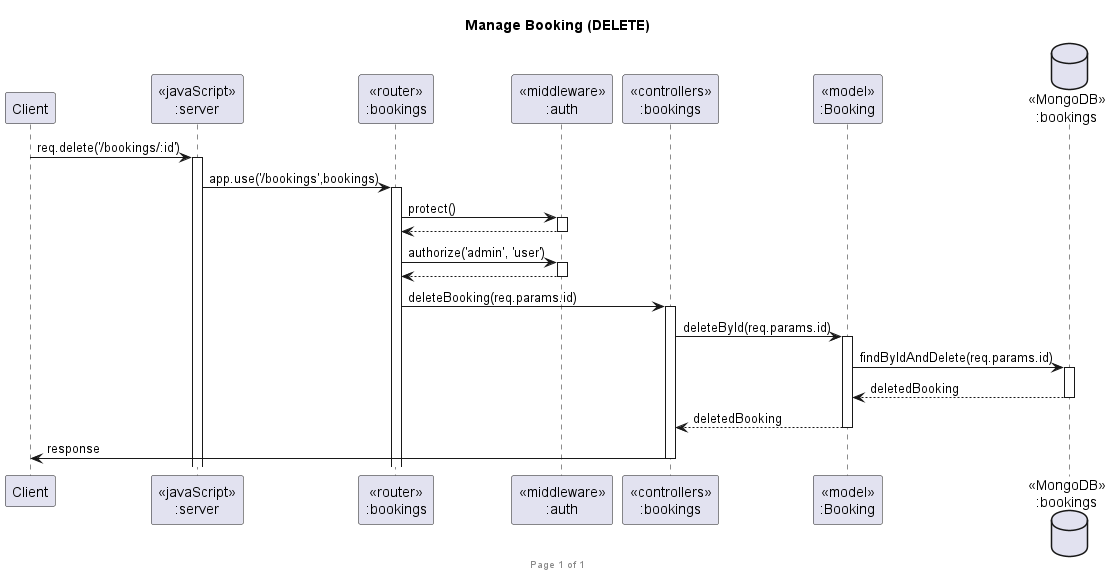 Manage Booking (DELETE)
Client
«javaScript»
:server
«router»
:bookings
«middleware»
:auth
«controllers»
:bookings
«model»
:Booking
«MongoDB»
:bookings
req.delete('/bookings/:id')
app.use('/bookings',bookings)
protect()
authorize('admin', 'user')
deleteBooking(req.params.id)
deleteById(req.params.id)
findByIdAndDelete(req.params.id)
deletedBooking
deletedBooking
response
Client
«javaScript»
:server
«router»
:bookings
«middleware»
:auth
«controllers»
:bookings
«model»
:Booking
«MongoDB»
:bookings
Page 1 of 1